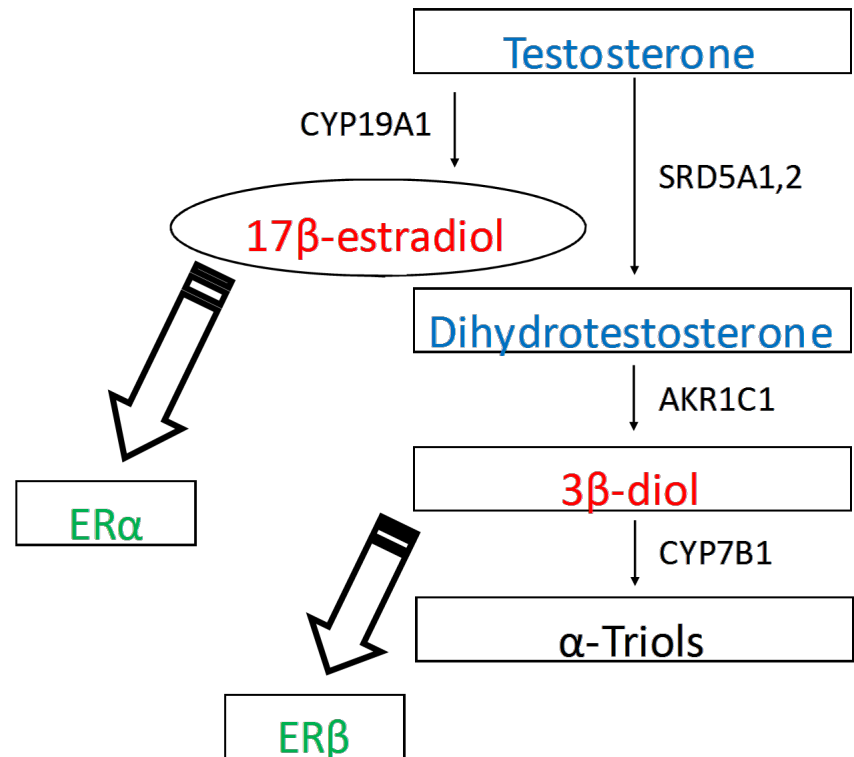 Testosterone
CYP19A1
SRD5A1,2
17β-estradiol
Dihydrotestosterone
AKR1C1
3β-diol
ERα
CYP7B1
α-Triols
ERβ